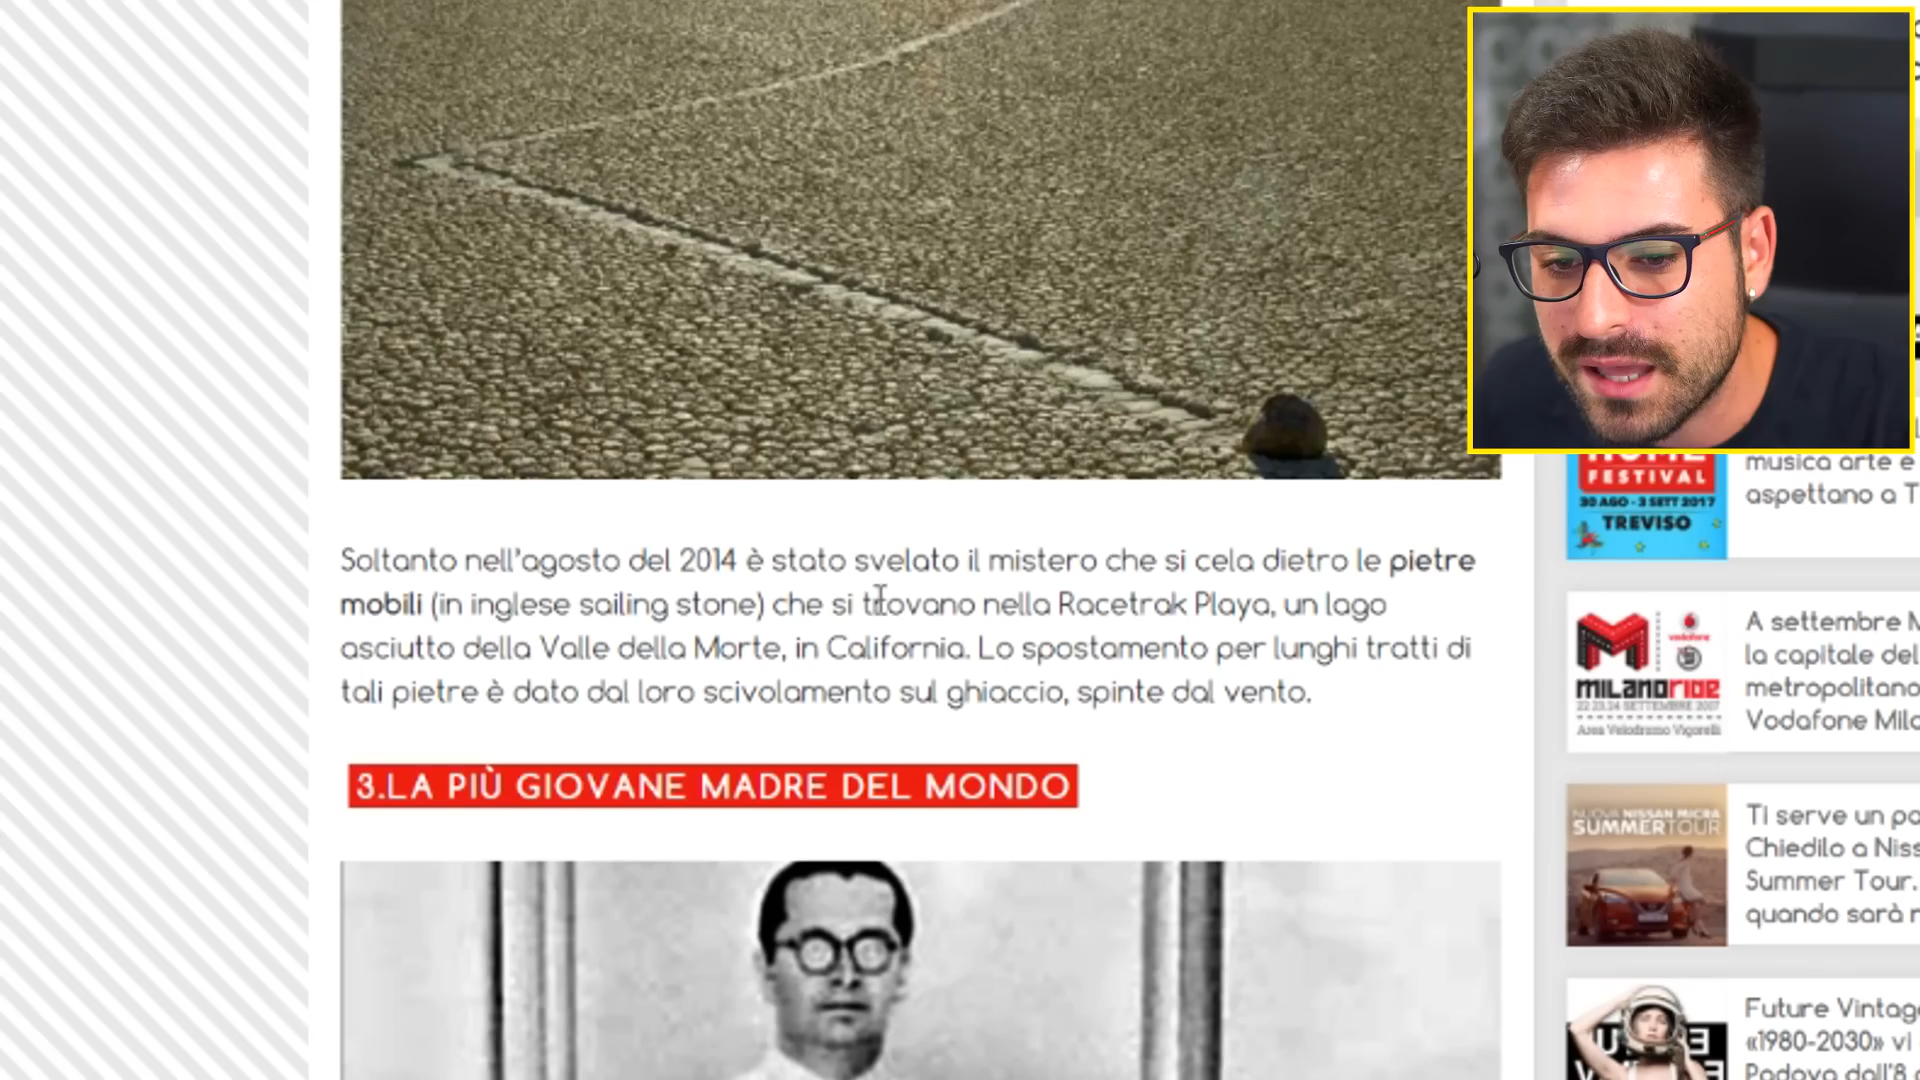 Soltanto nell'agosto del 2014 è stato svelato il mistero che si cela dietro le pietre
mobili (in inglese sailing stone) che si trovano nella Racetrak Playa, un lago
asciutto della Valle della Morte, in California. Lo spostamento per lunghi tratti di
tali pietre è dato dal loro scivolamento sul ghiaccio, spinte dal vento.
3.LA PIÙ GIOVANE MADRE DEL MONDO
HOME
FESTIVAL
30 AGO - 3 SETT 2017
TREVISO
musica arte e
aspettano a T
M
vodafone
MILANORIDE
22 23 24 SETTEMBRE 2017
Area Velodromo Vigorelli
A settembre M
la capitale del
metropolitano
Vodafone Mila
NUOVA NISSAN MICRA
SUMMERTOUR
Ti serve un pa
Chiedilo a Niss
Summer Tour.
quando sarà n
Future Vintag
«1980-2030» vi
Padova dall'8